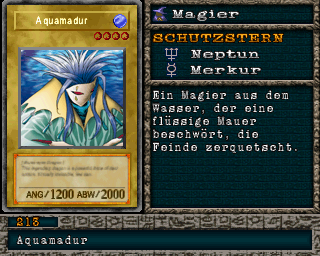 Aquamadur
ANG/1200 ABW/2000
Magier
SCHUTZSTERN
Neptun
Merkur
Ein Magier aus dem
Wasser, der eine
flüssige Mauer
beschwört, die
Feinde zerquetscht.
213
Aquamadur